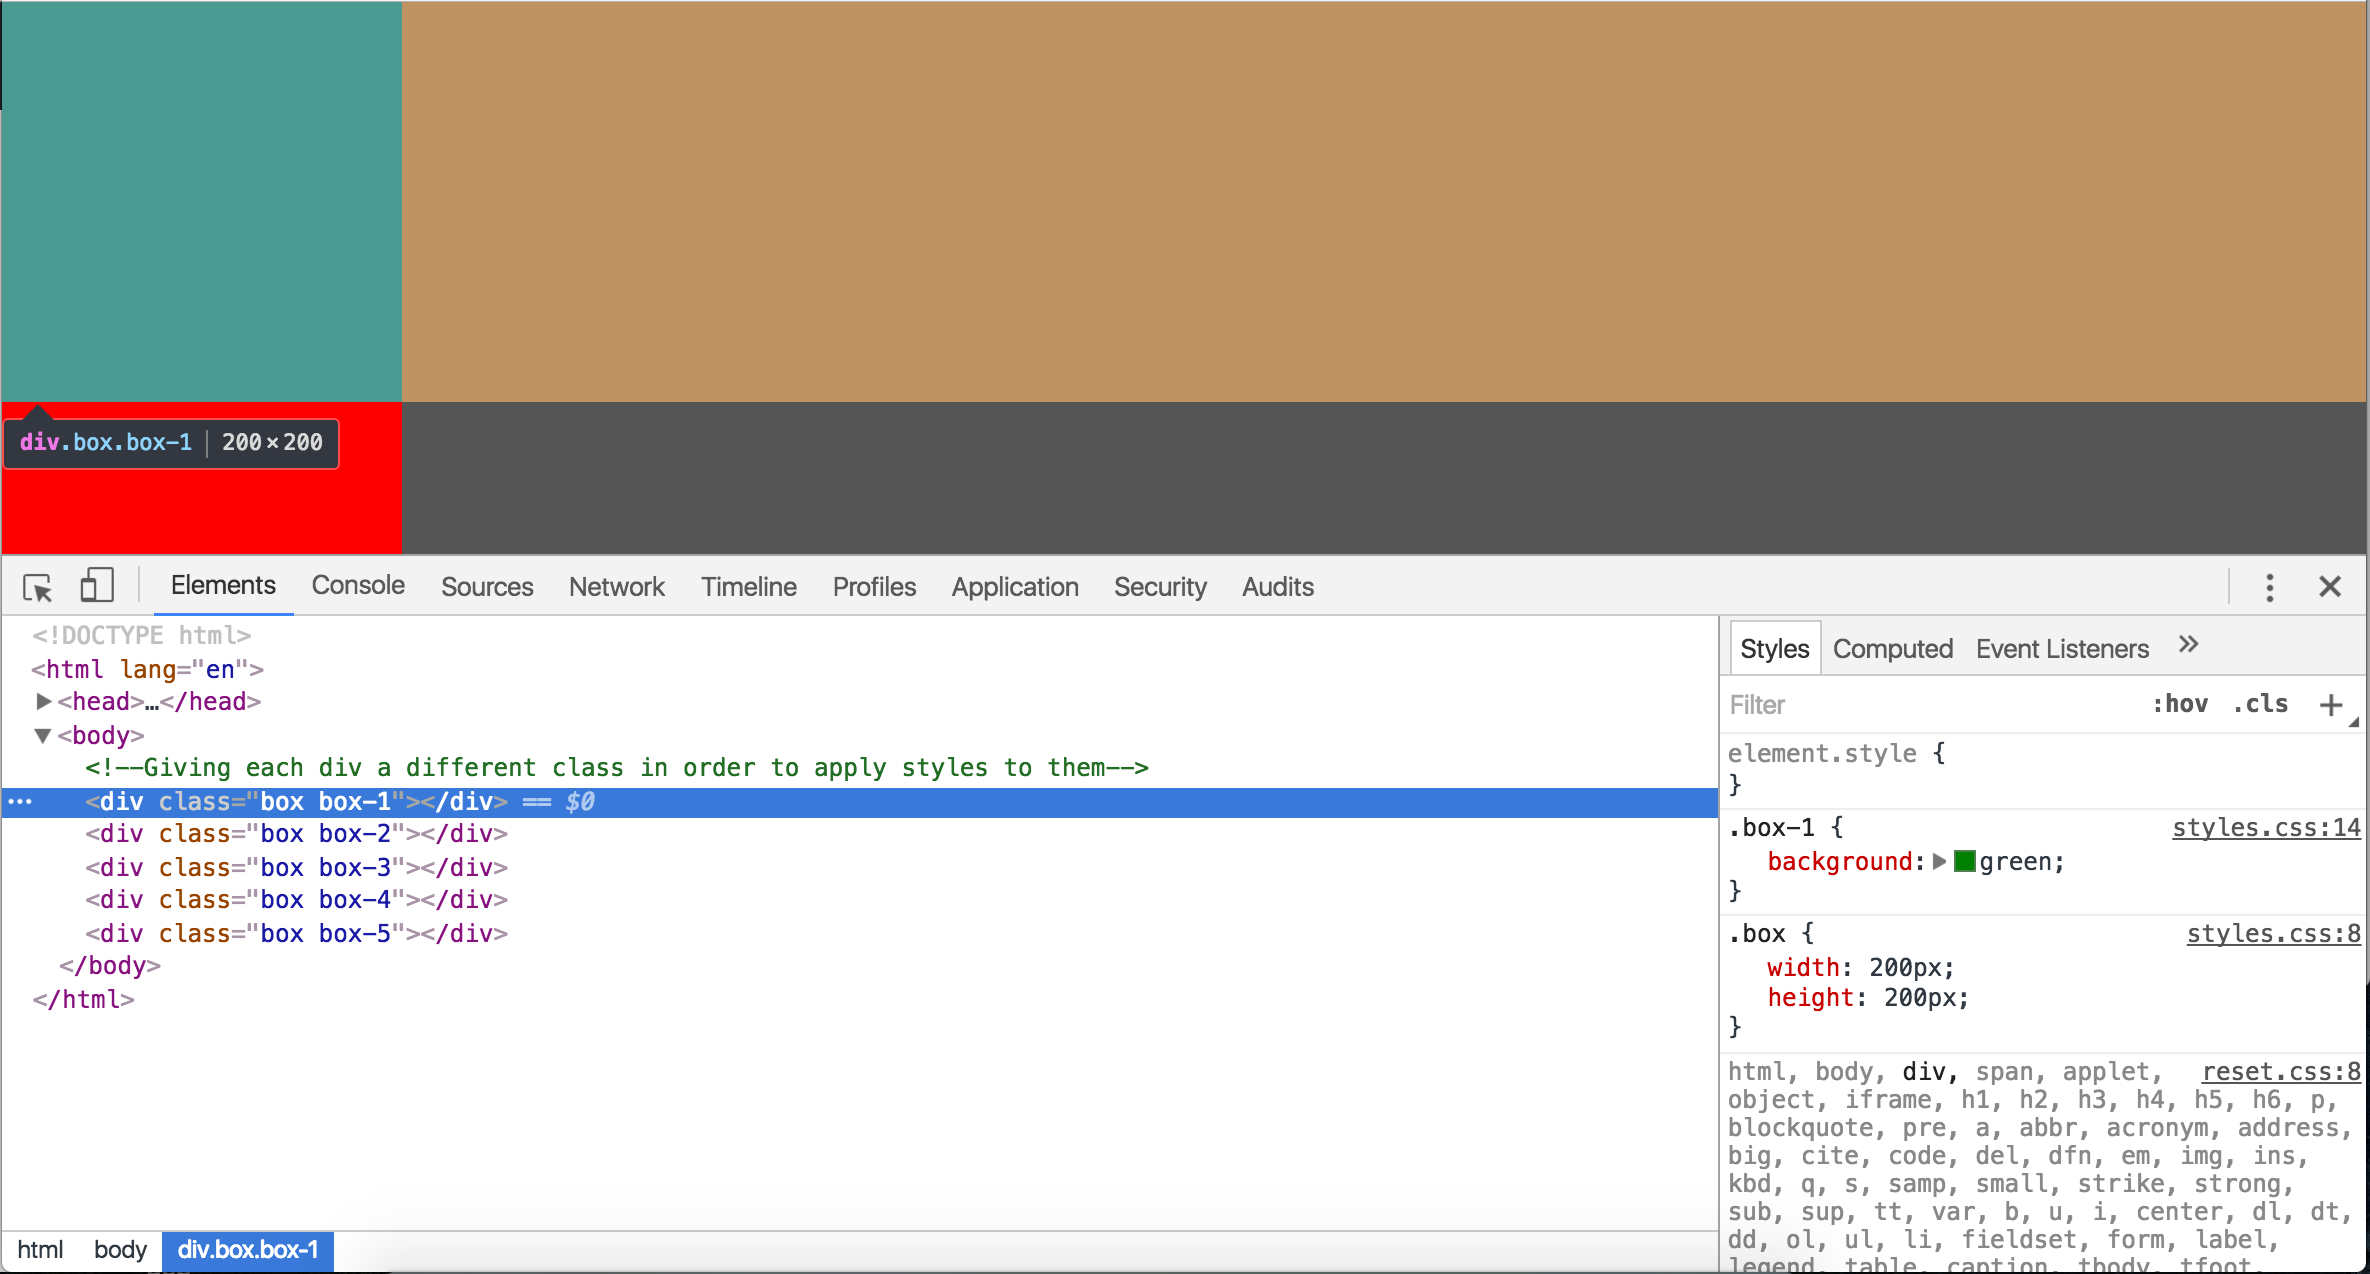 div.box.box-1 | 200×200
Elements Console Sources Network Timeline Profiles Application Security Audits
<!DOCTYPE html>
<html lang="en">
<head>…</head>
<body>
<!--Giving each div a different class in order to apply styles to them-->
<div class="box box-1"></div> == $0
<div class="box box-2"></div>
<div class="box box-3"></div>
<div class="box box-4"></div>
<div class="box box-5"></div>
</body>
</html>
html body div.box.box-1
Styles Computed Event Listeners »
Filter :hov .cls +
element.style {
}
.box-1 { styles.css:14
background: green;
}
.box { styles.css:8
width: 200px;
height: 200px;
}
html, body, div, span, applet, reset.css:8
object, iframe, h1, h2, h3, h4, h5, h6, p,
blockquote, pre, a, abbr, acronym, address,
big, cite, code, del, dfn, em, img, ins,
kbd, q, s, samp, small, strike, strong,
sub, sup, tt, var, b, u, i, center, dl, dt,
dd, ol, ul, li, fieldset, form, label,
legend, table, caption, tbody, tfoot,